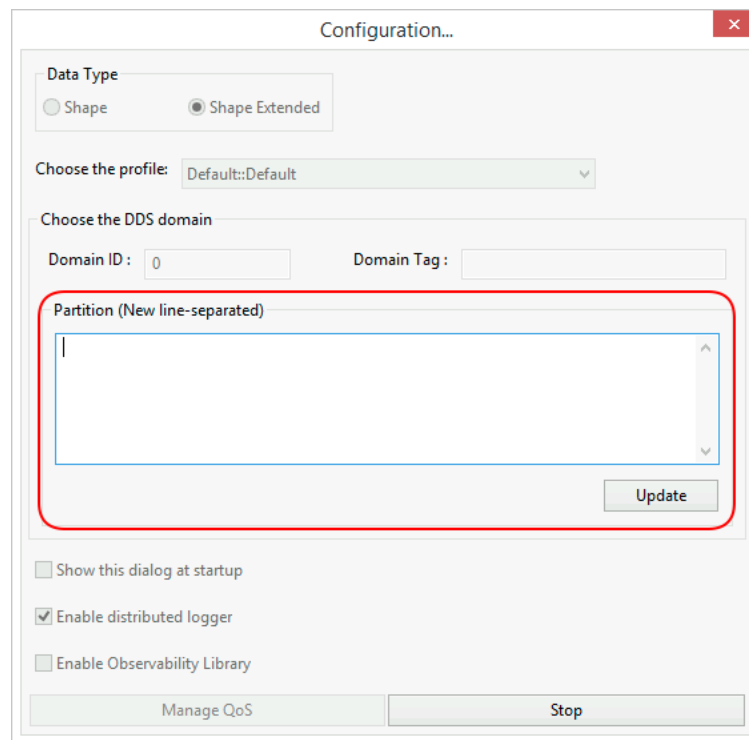 Configuration...
Data Type
Shape
Shape Extended
Choose the profile:
Default::Default
Choose the DDS domain
Domain ID :
0
Domain Tag :
Partition (New line-separated)
Update
Show this dialog at startup
Enable distributed logger
Enable Observability Library
Manage QoS
Stop